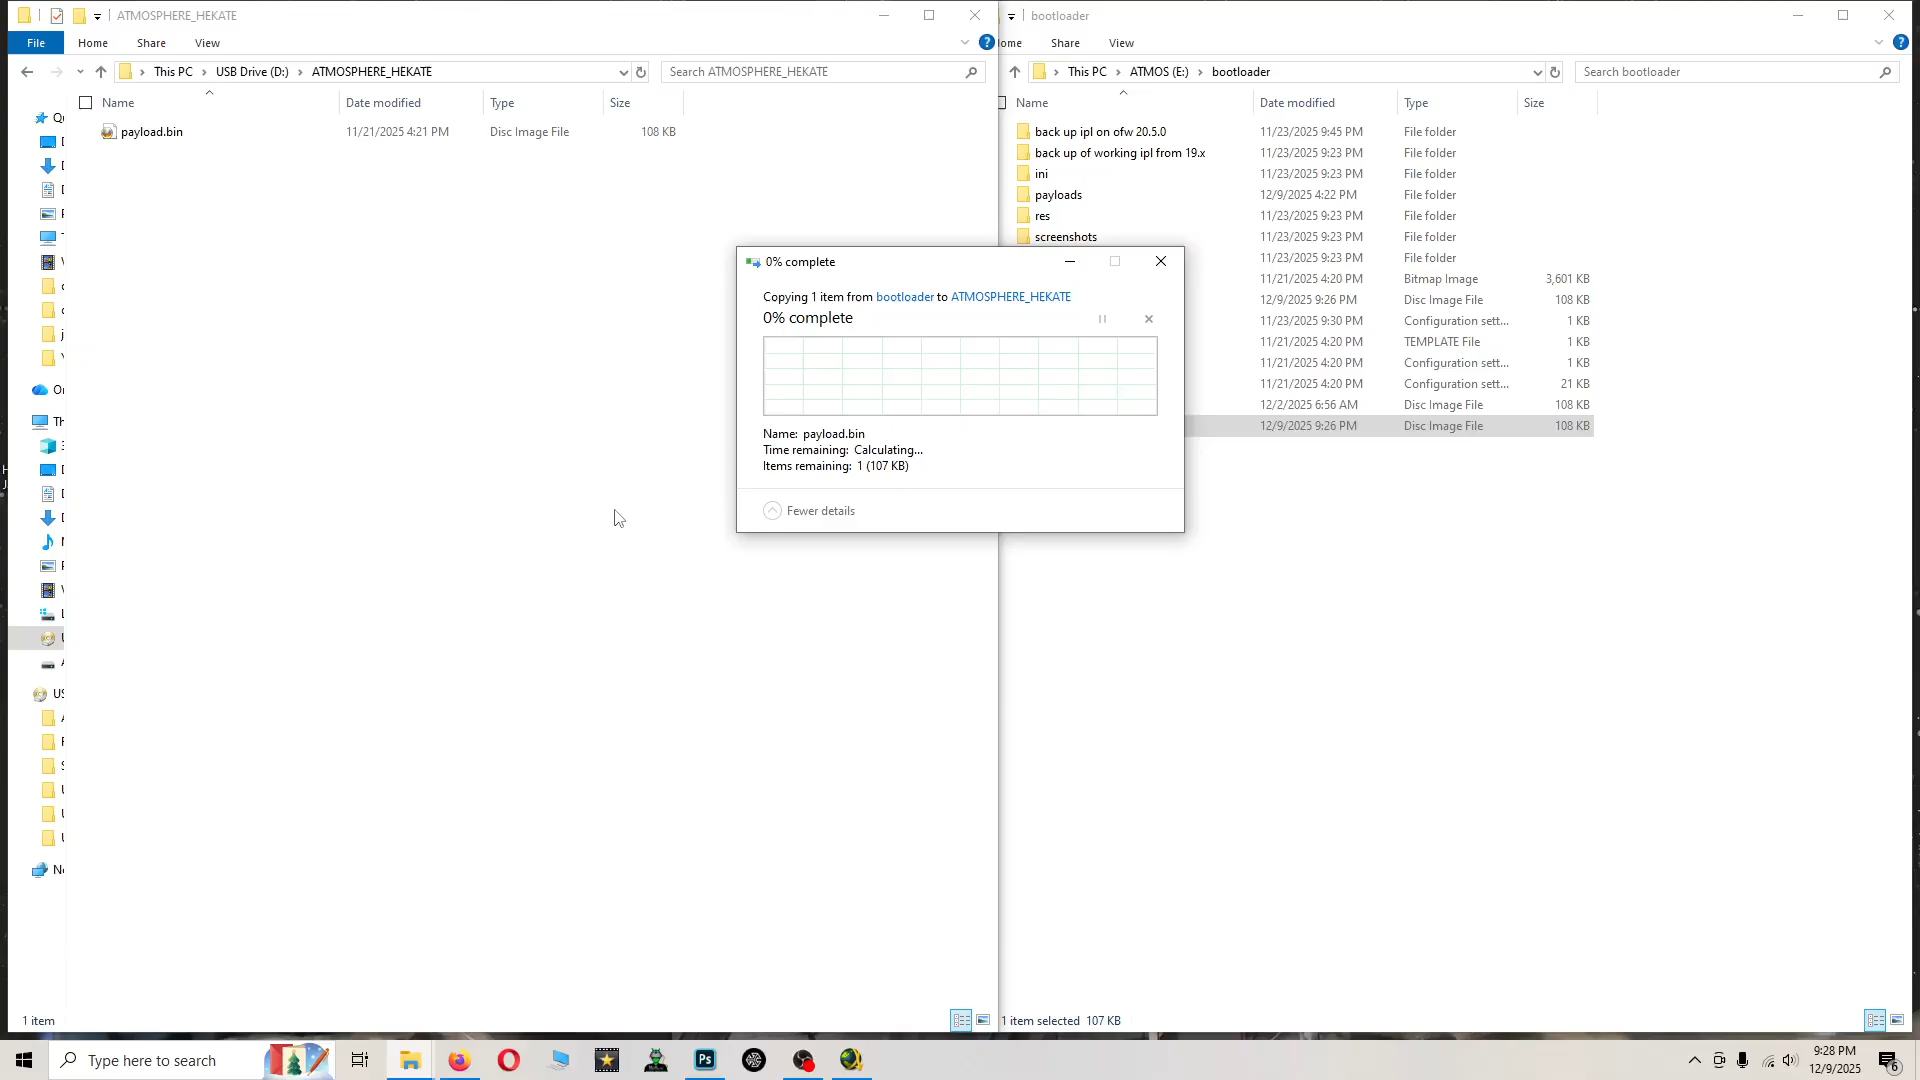 ATMOSPHERE_HEKATE
File Home Share View
This PC > USB Drive (D:) > ATMOSPHERE_HEKATE
Search ATMOSPHERE_HEKATE
Name Date modified Type Size
payload.bin 11/21/2025 4:21 PM Disc Image File 108 KB
1 item
bootloader
Share View
This PC > ATMOS (E:) > bootloader
Search bootloader
Name Date modified Type Size
back up ipl on ofw 20.5.0 11/23/2025 9:45 PM File folder
back up of working ipl from 19.x 11/23/2025 9:23 PM File folder
ini 11/23/2025 9:23 PM File folder
payloads 12/9/2025 4:22 PM File folder
res 11/23/2025 9:23 PM File folder
screenshots 11/23/2025 9:23 PM File folder
11/23/2025 9:23 PM File folder
11/21/2025 4:20 PM Bitmap Image 3,601 KB
12/9/2025 9:26 PM Disc Image File 108 KB
11/23/2025 9:30 PM Configuration sett... 1 KB
11/21/2025 4:20 PM TEMPLATE File 1 KB
11/21/2025 4:20 PM Configuration sett... 1 KB
11/21/2025 4:20 PM Configuration sett... 21 KB
12/2/2025 6:56 AM Disc Image File 108 KB
12/9/2025 9:26 PM Disc Image File 108 KB
1 item selected 107 KB
0% complete
Copying 1 item from bootloader to ATMOSPHERE_HEKATE
0% complete
Name: payload.bin
Time remaining: Calculating...
Items remaining: 1 (107 KB)
Fewer details
Type here to search
Ps
9:28 PM
12/9/2025
6